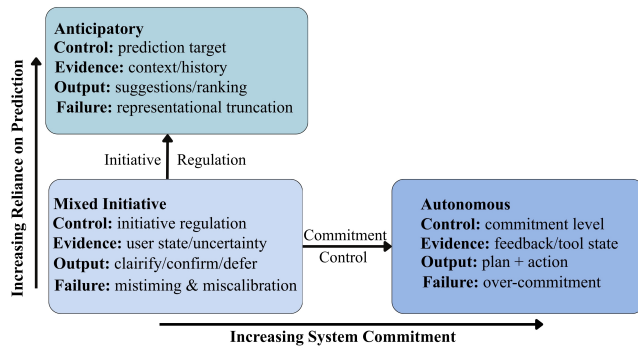 Anticipatory
Control: prediction target
Evidence: context/history
Output: suggestions/ranking
Failure: representational truncation
Increasing Reliance on Prediction
Initiative Regulation
Mixed Initiative
Control: initiative regulation
Evidence: user state/uncertainty
Output: clairify/confirm/defer
Failure: mistiming & miscalibration
Commitment
Control
Autonomous
Control: commitment level
Evidence: feedback/tool state
Output: plan + action
Failure: over-commitment
Increasing System Commitment